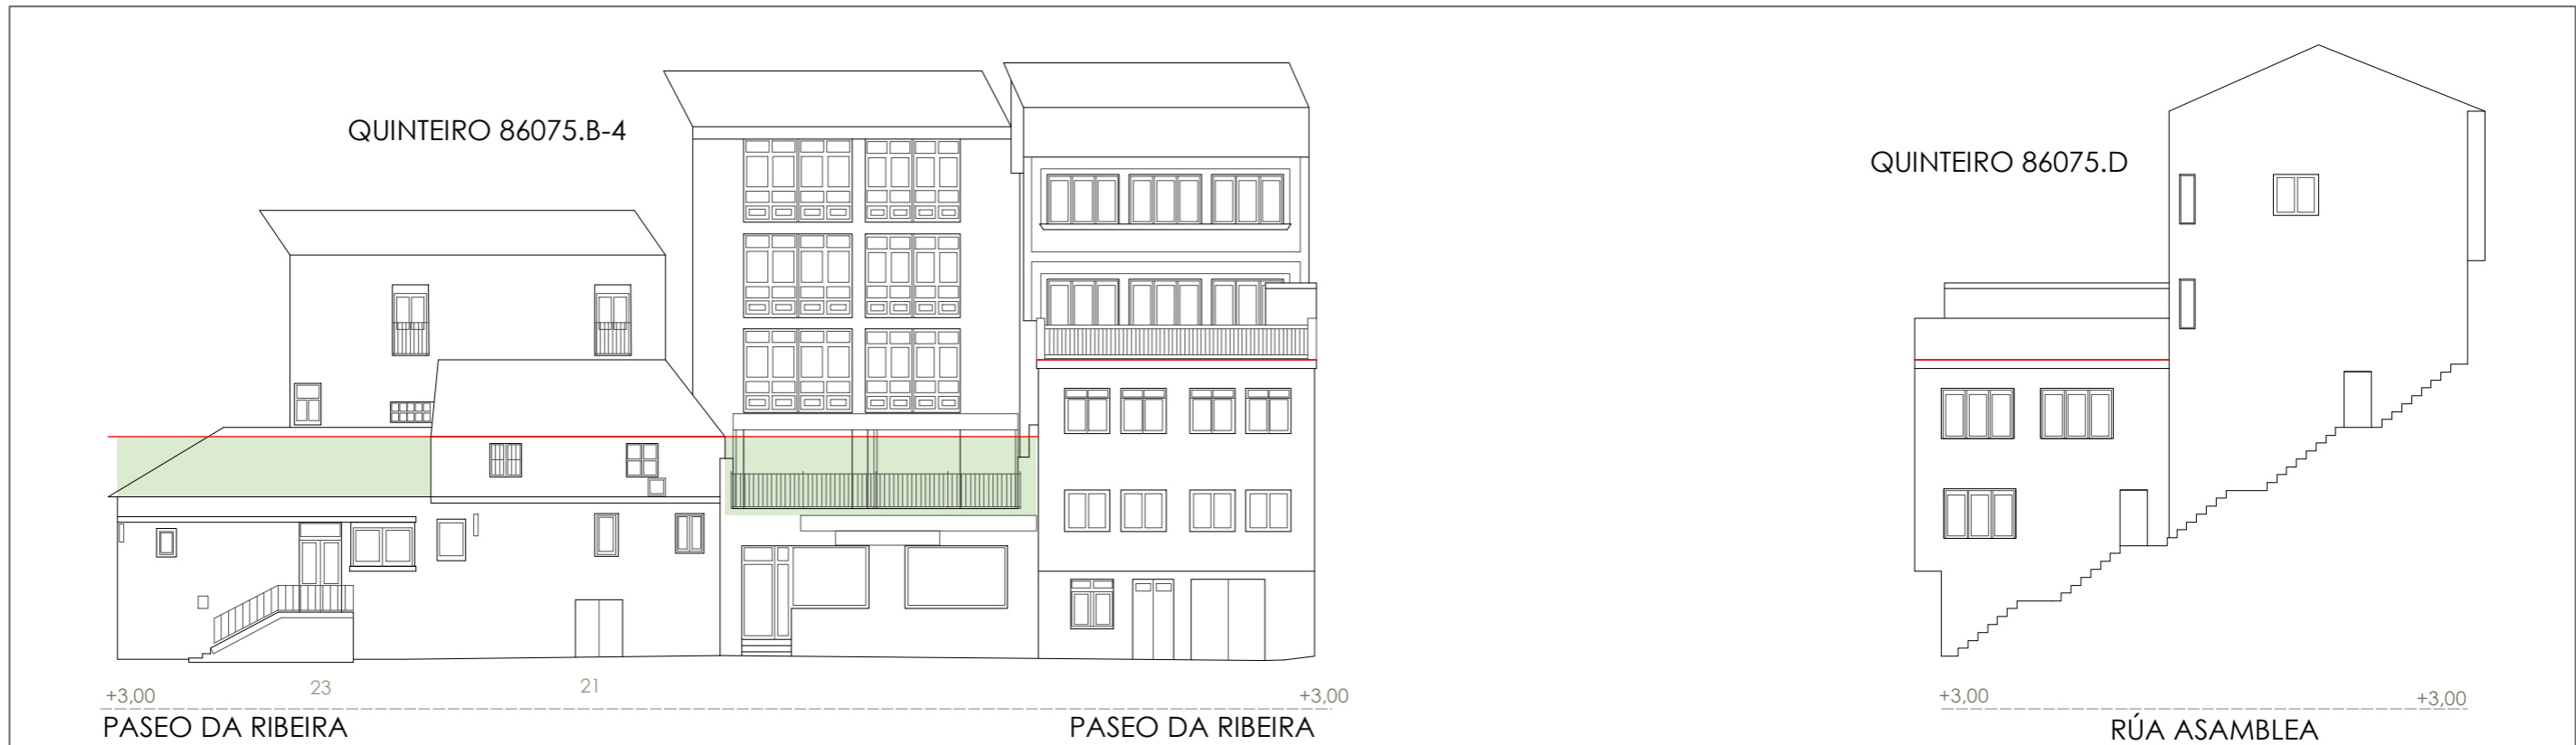 QUINTEIRO 86075.B-4
QUINTEIRO 86075.D
23
21
+3,00
+3,00
PASEO DA RIBEIRA
PASEO DA RIBEIRA
+3,00
+3,00
RÚA ASAMBLEA